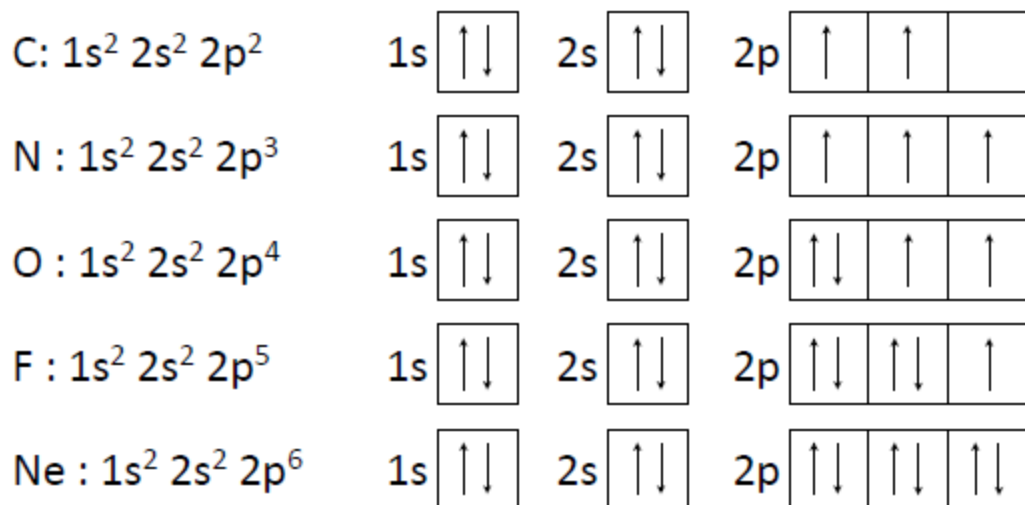 C: 1s² 2s² 2p² 1s 2s 2p
N : 1s² 2s² 2p³ 1s 2s 2p
O : 1s² 2s² 2p⁴ 1s 2s 2p
F : 1s² 2s² 2p⁵ 1s 2s 2p
Ne : 1s² 2s² 2p⁶ 1s 2s 2p